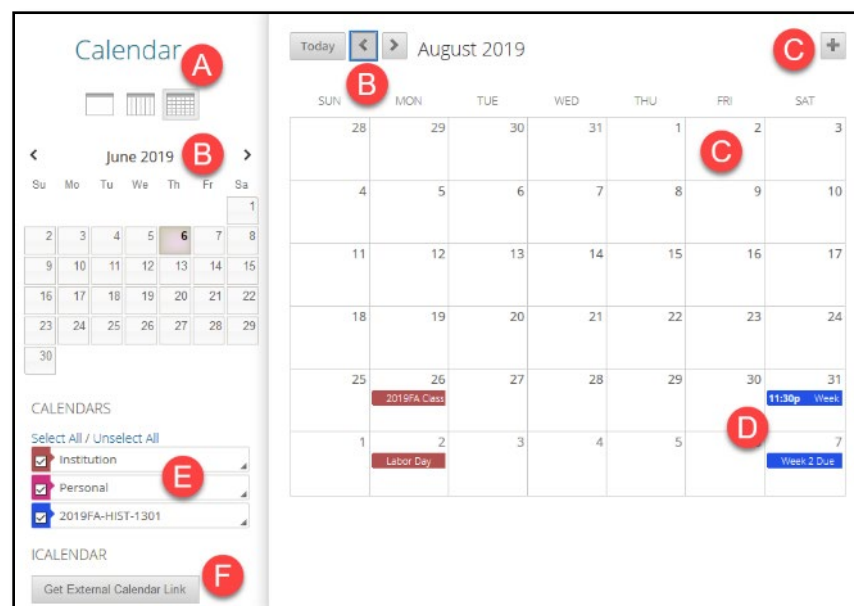 Calendar
A
June 2019
B
Su Mo Tu We Th Fr Sa
1
2 3 4 5 6 7 8
9 10 11 12 13 14 15
16 17 18 19 20 21 22
23 24 25 26 27 28 29
30
CALENDARS
Select All / Unselect All
Institution
Personal
E
2019FA-HIST-1301
ICALENDAR
Get External Calendar Link
F
Today
August 2019
C
B
SUN MON TUE WED THU FRI SAT
28 29 30 31 1 2 3
C
4 5 6 7 8 9 10
11 12 13 14 15 16 17
18 19 20 21 22 23 24
25 26 27 28 29 30 31
2019FA Class
11:30p Week
D
1 2 3 4 5 7
Labor Day
Week 2 Due